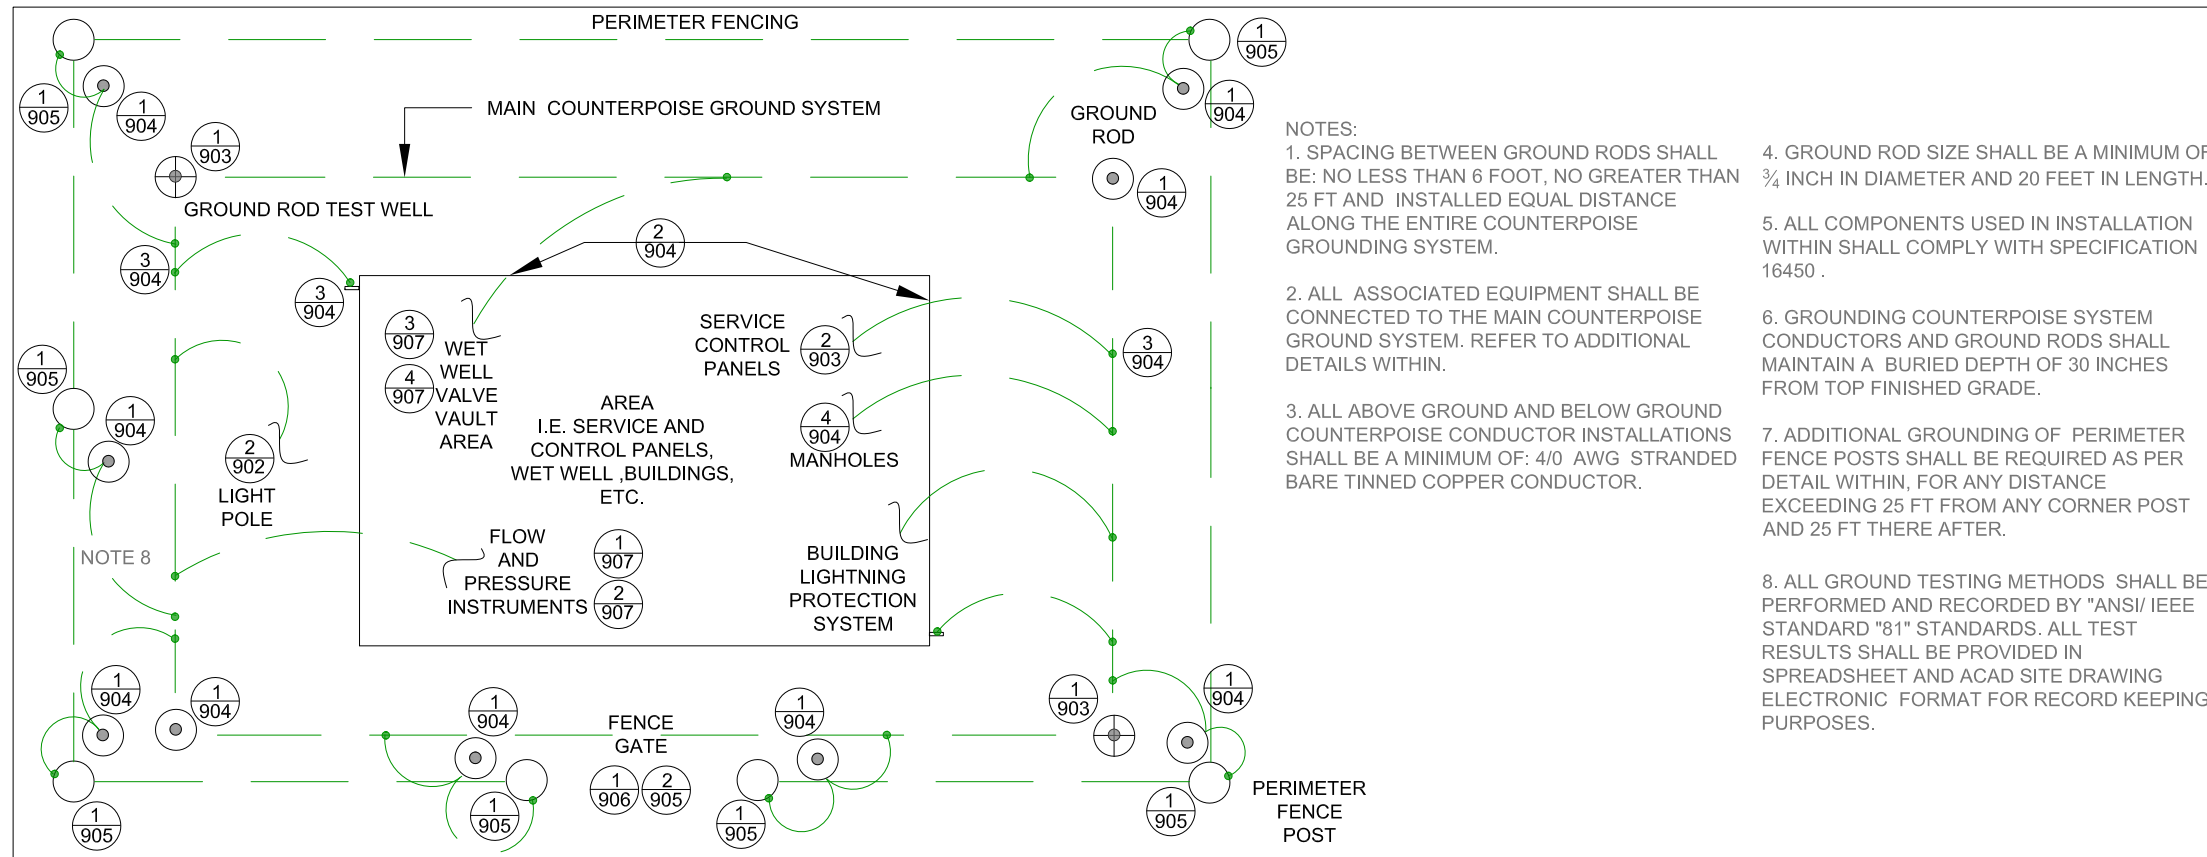 PERIMETER FENCING
1
905
1
905
1
904
1
904
1
903
MAIN  COUNTERPOISE GROUND SYSTEM
GROUND
ROD
1
904
GROUND ROD TEST WELL
3
904
3
904
2
904
3
907
4
907
WET
WELL
VALVE
VAULT
AREA
SERVICE
CONTROL
PANELS
2
903
3
904
1
905
1
904
2
902
LIGHT
POLE
AREA
I.E. SERVICE AND
CONTROL PANELS,
WET WELL ,BUILDINGS,
ETC.
4
904
MANHOLES
FLOW
AND
PRESSURE
INSTRUMENTS
1
907
2
907
BUILDING
LIGHTNING
PROTECTION
SYSTEM
NOTE 8
1
904
1
904
1
904
FENCE
GATE
1
904
1
903
1
904
1
905
1
905
1
906
2
905
1
905
1
905
PERIMETER
FENCE
POST
NOTES:
1. SPACING BETWEEN GROUND RODS SHALL
BE: NO LESS THAN 6 FOOT, NO GREATER THAN
25 FT AND  INSTALLED EQUAL DISTANCE
ALONG THE ENTIRE COUNTERPOISE
GROUNDING SYSTEM.
2. ALL  ASSOCIATED EQUIPMENT SHALL BE
CONNECTED TO THE MAIN COUNTERPOISE
GROUND SYSTEM. REFER TO ADDITIONAL
DETAILS WITHIN.
3. ALL ABOVE GROUND AND BELOW GROUND
COUNTERPOISE CONDUCTOR INSTALLATIONS
SHALL BE A MINIMUM OF: 4/0  AWG  STRANDED
BARE TINNED COPPER CONDUCTOR.
4. GROUND ROD SIZE SHALL BE A MINIMUM OF
¾ INCH IN DIAMETER AND 20 FEET IN LENGTH.
5. ALL COMPONENTS USED IN INSTALLATION
WITHIN SHALL COMPLY WITH SPECIFICATION
16450 .
6. GROUNDING COUNTERPOISE SYSTEM
CONDUCTORS AND GROUND RODS SHALL
MAINTAIN A  BURIED DEPTH OF 30 INCHES
FROM TOP FINISHED GRADE.
7. ADDITIONAL GROUNDING OF  PERIMETER
FENCE POSTS SHALL BE REQUIRED AS PER
DETAIL WITHIN, FOR ANY DISTANCE
EXCEEDING 25 FT FROM ANY CORNER POST
AND 25 FT THERE AFTER.
8. ALL GROUND TESTING METHODS  SHALL BE
PERFORMED AND RECORDED BY "ANSI/ IEEE
STANDARD "81" STANDARDS. ALL TEST
RESULTS SHALL BE PROVIDED IN
SPREADSHEET AND ACAD SITE DRAWING
ELECTRONIC  FORMAT FOR RECORD KEEPING
PURPOSES.